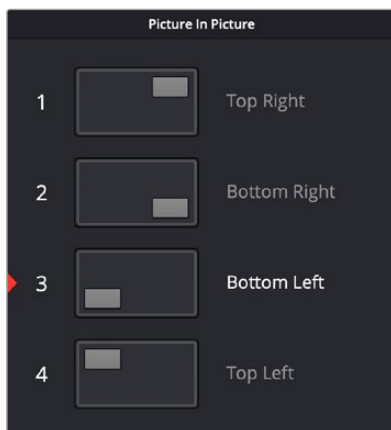 Picture In Picture
1 Top Right
2 Bottom Right
3 Bottom Left
4 Top Left